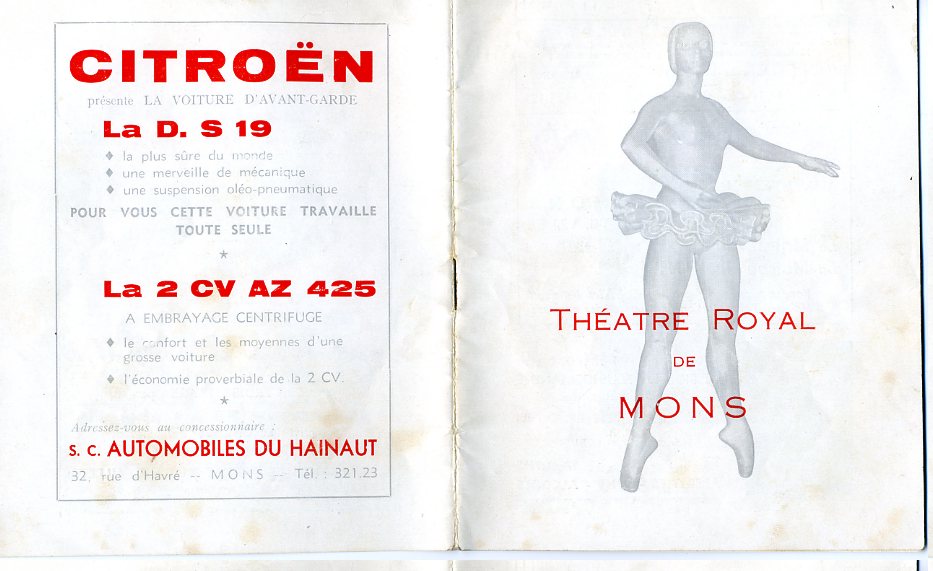 CITROËN
présente LA VOITURE D'AVANT-GARDE
La D. S 19
♦ la plus sûre du monde
♦ une merveille de mécanique
♦ une suspension oléo-pneumatique
POUR VOUS CETTE VOITURE TRAVAILLE
TOUTE SEULE
★
La 2 CV AZ 425
A EMBRAYAGE CENTRIFUGE
♦ le confort et les moyennes d'une
grosse voiture
♦ l'économie proverbiale de la 2 CV.
★
Adressez-vous au concessionnaire :
S. C. AUTOMOBILES DU HAINAUT
32, rue d'Havré -- MONS -- Tél. : 321.23
THÉATRE ROYAL
DE
MONS